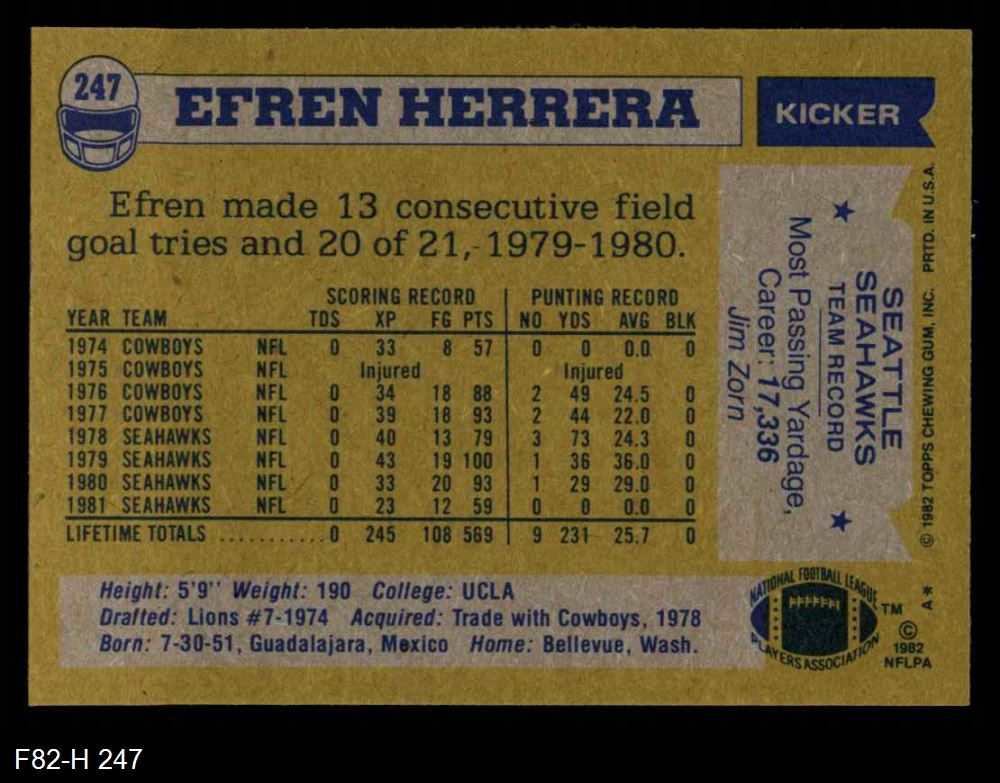 247
EFREN HERRERA
KICKER
Efren made 13 consecutive field
goal tries and 20 of 21, 1979-1980.
SCORING RECORD PUNTING RECORD
YEAR TEAM TDS XP FG PTS NO YDS AVG BLK
1974 COWBOYS NFL 0 33 8 57 0 0 0.0 0
1975 COWBOYS NFL Injured Injured
1976 COWBOYS NFL 0 34 18 88 2 49 24.5 0
1977 COWBOYS NFL 0 39 18 93 2 44 22.0 0
1978 SEAHAWKS NFL 0 40 13 79 3 73 24.3 0
1979 SEAHAWKS NFL 0 43 19 100 1 36 36.0 0
1980 SEAHAWKS NFL 0 33 20 93 1 29 29.0 0
1981 SEAHAWKS NFL 0 23 12 59 0 0 0.0 0
LIFETIME TOTALS ...........0 245 108 569 9 231 25.7 0
Height: 5'9" Weight: 190 College: UCLA
Drafted: Lions #7-1974 Acquired: Trade with Cowboys, 1978
Born: 7-30-51, Guadalajara, Mexico Home: Bellevue, Wash.
SEATTLE
SEAHAWKS
TEAM RECORD
Most Passing Yardage,
Career: 17,336
Jim Zorn
© 1982 TOPPS CHEWING GUM, INC. PRTD. IN U.S.A.
NATIONAL FOOTBALL LEAGUE
PLAYERS ASSOCIATION
TM
A*
©
1982
NFLPA
F82-H 247